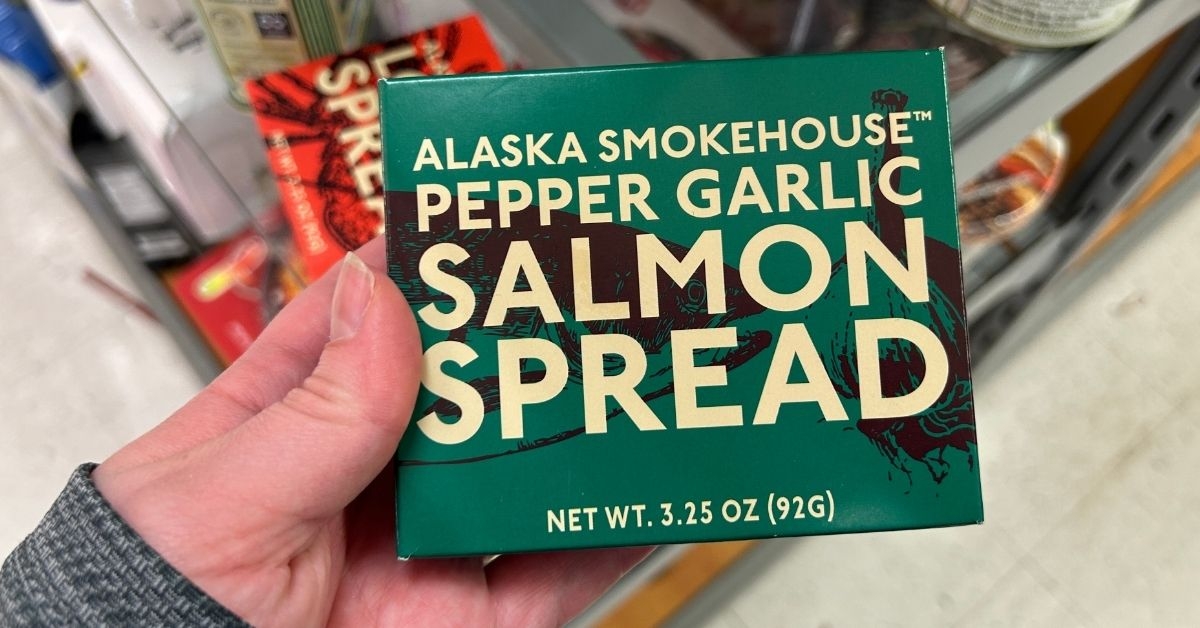 ALASKA SMOKEHOUSE™
PEPPER GARLIC
SALMON
SPREAD
NET WT. 3.25 OZ (92G)